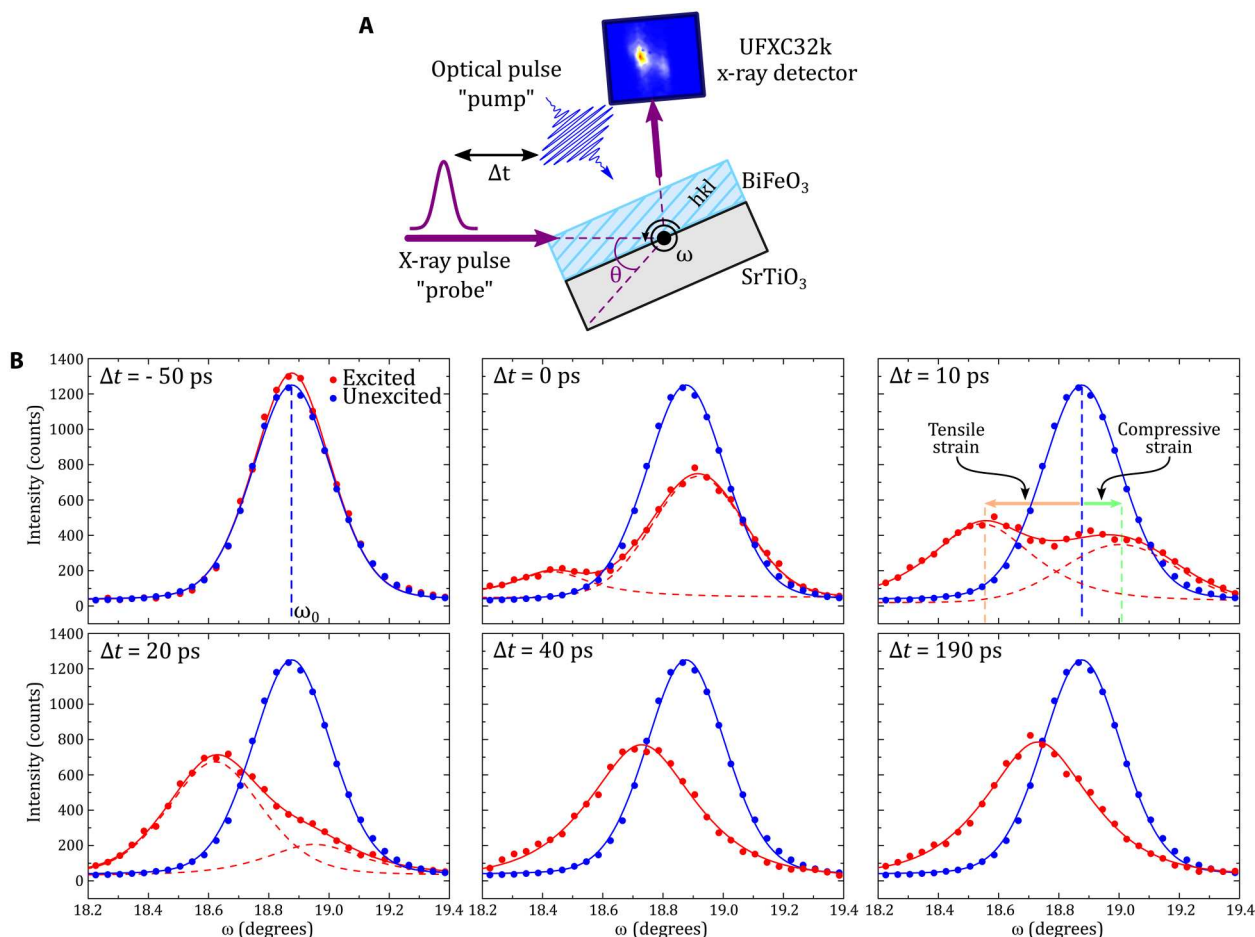 A
UFXC32k
x-ray detector
Optical pulse
"pump"
Δt
BiFeO₃
hkl
X-ray pulse
"probe"
θ
ω
SrTiO₃
B
Δt = - 50 ps
Excited
Unexcited
ω₀
Δt = 0 ps
Δt = 10 ps
Tensile
strain
Compressive
strain
Intensity (counts)
1400
1200
1000
800
600
400
200
0
Δt = 20 ps
Δt = 40 ps
Δt = 190 ps
Intensity (counts)
1400
1200
1000
800
600
400
200
0
18.2 18.4 18.6 18.8 19.0 19.2 19.4
ω (degrees)
18.2 18.4 18.6 18.8 19.0 19.2 19.4
ω (degrees)
18.2 18.4 18.6 18.8 19.0 19.2 19.4
ω (degrees)